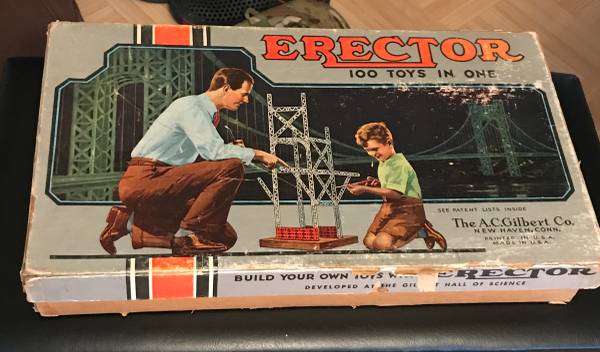 ERECTOR
100 TOYS IN ONE
SEE PATENT LISTS INSIDE
The A.C.Gilbert Co.
NEW HAVEN, CONN.
PRINTED IN U.S.A.
MADE IN U.S.A.
BUILD YOUR OWN TOYS ERECTOR
DEVELOPED AT THE HALL OF SCIENCE